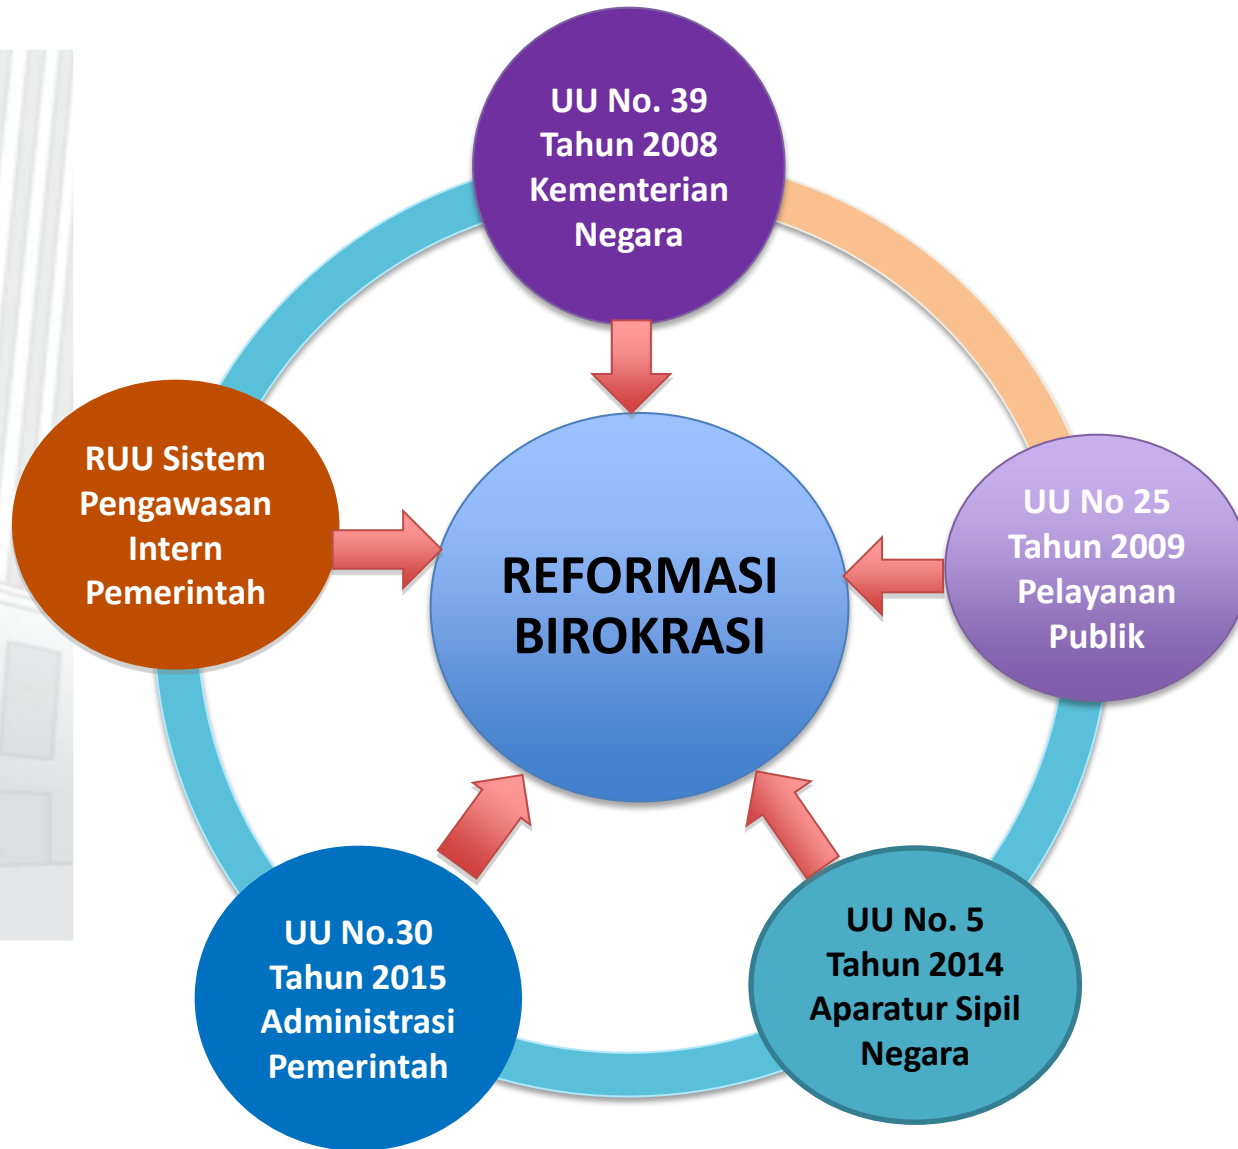 UU No. 39
Tahun 2008
Kementerian
Negara
RUU Sistem
Pengawasan
Intern
Pemerintah
UU No 25
Tahun 2009
Pelayanan
Publik
REFORMASI
BIROKRASI
UU No.30
Tahun 2015
Administrasi
Pemerintah
UU No. 5
Tahun 2014
Aparatur Sipil
Negara